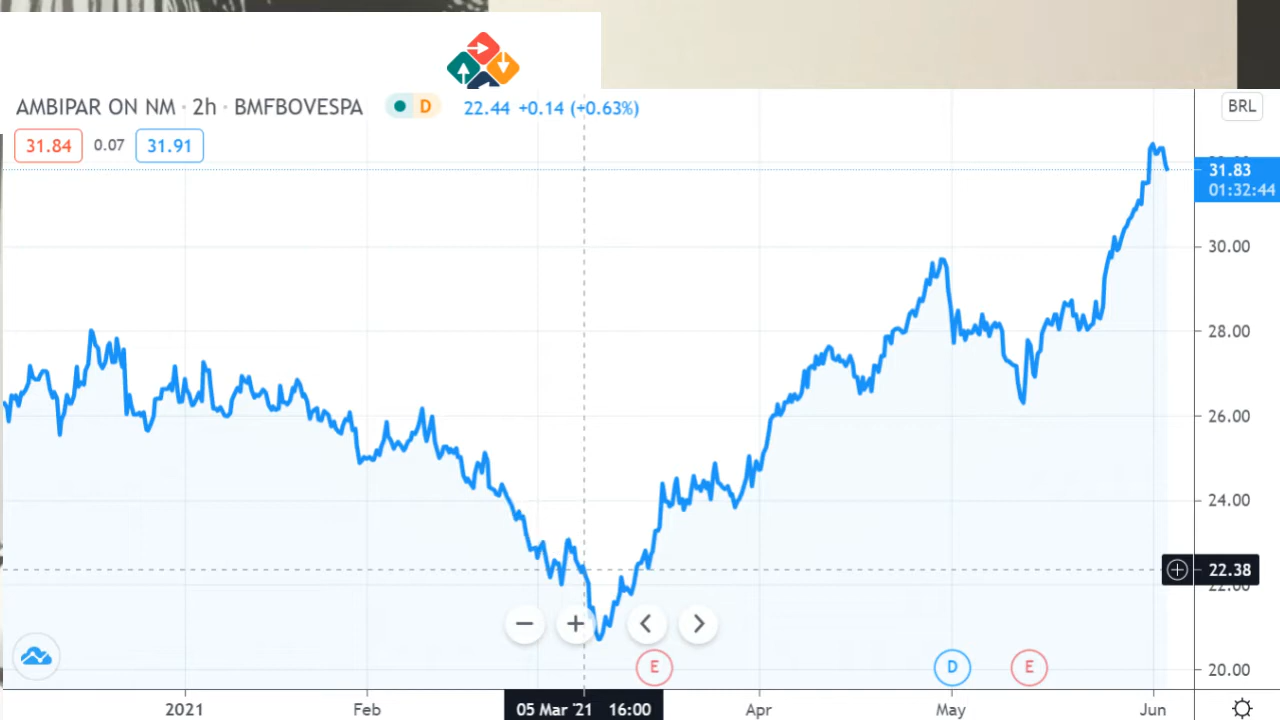 AMBIPAR ON NM · 2h · BMFBOVESPA D 22.44 +0.14 (+0.63%) BRL
31.84 0.07 31.91
31.83
01:32:44
30.00
28.00
26.00
24.00
22.38
22.00
− + < >
E D E
20.00
2021 Feb 05 Mar '21 16:00 Apr May Jun